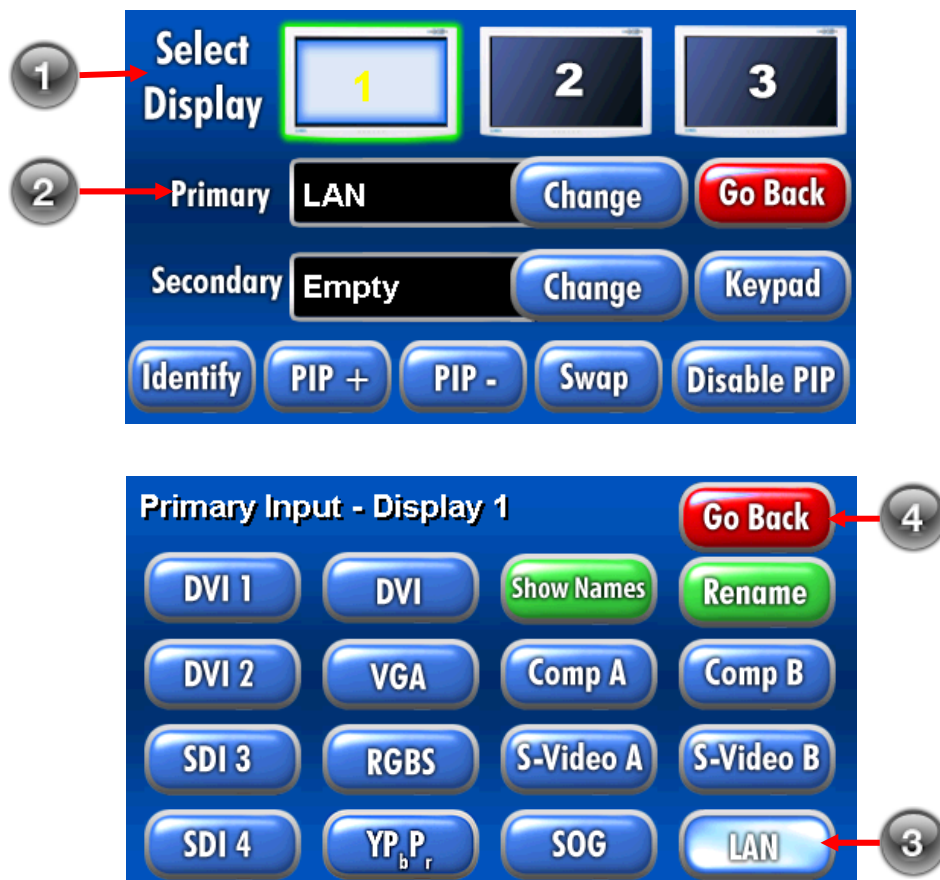 1
Select
Display
1
2
3
2
Primary
LAN
Change
Go Back
Secondary
Empty
Change
Keypad
Identify
PIP +
PIP -
Swap
Disable PIP
Primary Input - Display 1
Go Back
4
DVI 1
DVI
Show Names
Rename
DVI 2
VGA
Comp A
Comp B
SDI 3
RGBS
S-Video A
S-Video B
SDI 4
YPbPr
SOG
LAN
3